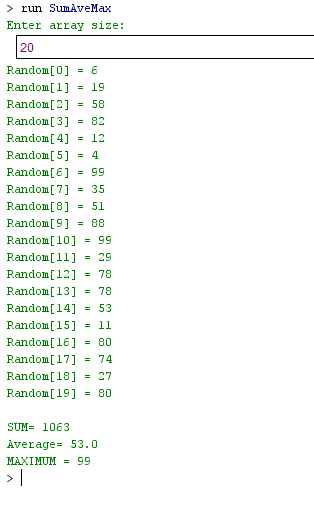 > run SumAveMax
Enter array size:
20
Random[0] = 6
Random[1] = 19
Random[2] = 58
Random[3] = 82
Random[4] = 12
Random[5] = 4
Random[6] = 99
Random[7] = 35
Random[8] = 51
Random[9] = 88
Random[10] = 99
Random[11] = 29
Random[12] = 78
Random[13] = 78
Random[14] = 53
Random[15] = 11
Random[16] = 80
Random[17] = 74
Random[18] = 27
Random[19] = 80
SUM= 1063
Average= 53.0
MAXIMUM = 99
>